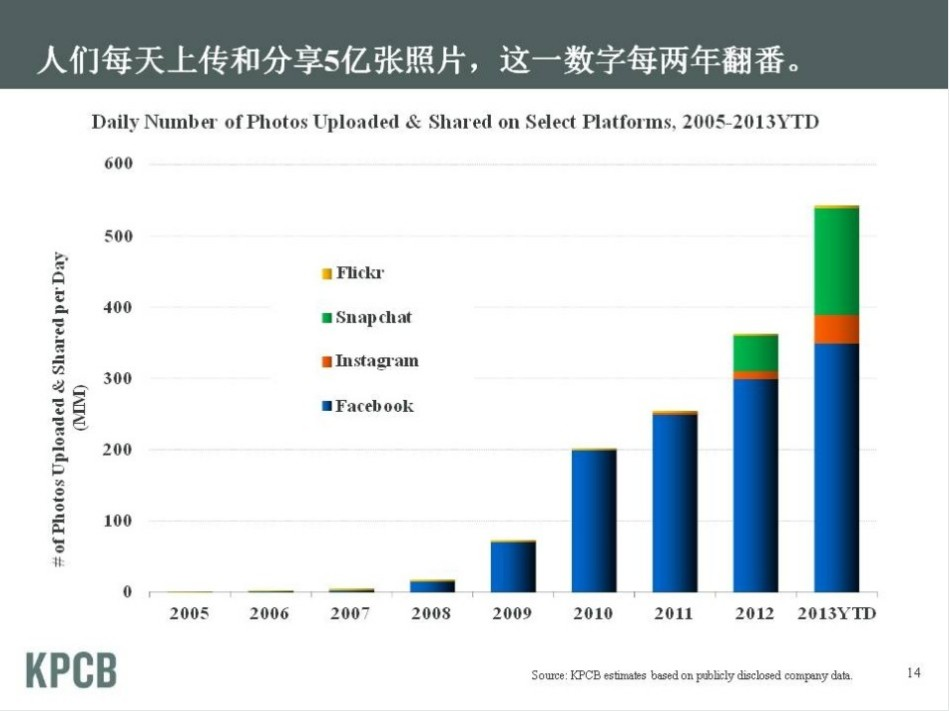 人们每天上传和分享5亿张照片，这一数字每两年翻番。
Daily Number of Photos Uploaded & Shared on Select Platforms, 2005-2013YTD
# of Photos Uploaded & Shared per Day
(MM)
600
500
400
300
200
100
0
Flickr
Snapchat
Instagram
Facebook
2005 2006 2007 2008 2009 2010 2011 2012 2013YTD
KPCB
Source: KPCB estimates based on publicly disclosed company data.
14